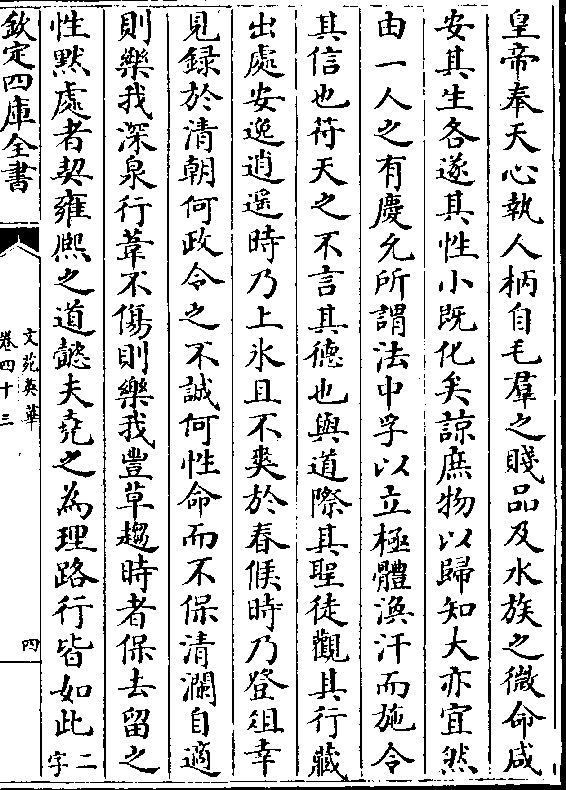 皇帝奉天心執人柄自毛羣之賤品及水族之微命咸
安其生各遂其性小旣化矣諒庶物以歸知大亦宜然
由一人之有慶允所謂法中孚以立極體渙汗而施令
其信也符天之不言其德也與道際其聖徒觀其行藏
出處安逸逍遥時乃上氷且不爽於春候時乃登俎幸
見録於清朝何政令之不誠何性命而不保清瀾自適
則樂我深泉行葦不傷則樂我豐草趨時者保去留之
性黙處者契雍熙之道懿夫堯之為理路行皆如此二字
欽定四庫全書
文苑英華
卷四十三
四